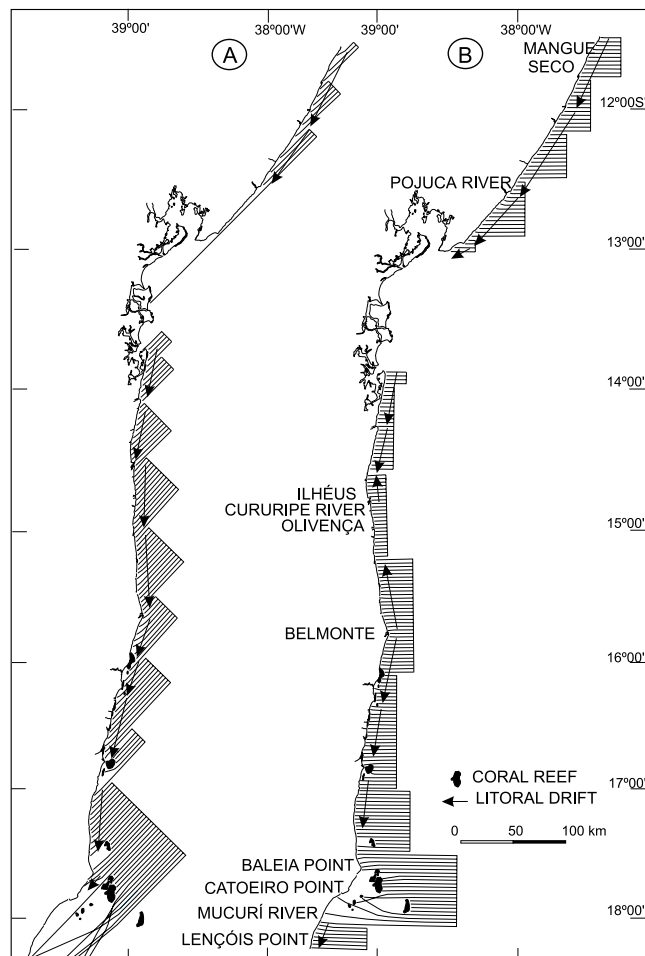 39º00' 38º00'W 39º00' 38º00'W
A B
MANGUE
SECO
12º00S'
POJUCA RIVER
13º00'
14º00'
ILHÉUS
CURURIPE RIVER
OLIVENÇA
15º00'
BELMONTE
16º00'
17º00'
CORAL REEF
LITORAL DRIFT
0 50 100 km
BALEIA POINT
CATOEIRO POINT
MUCURÍ RIVER
18º00'
LENÇÓIS POINT